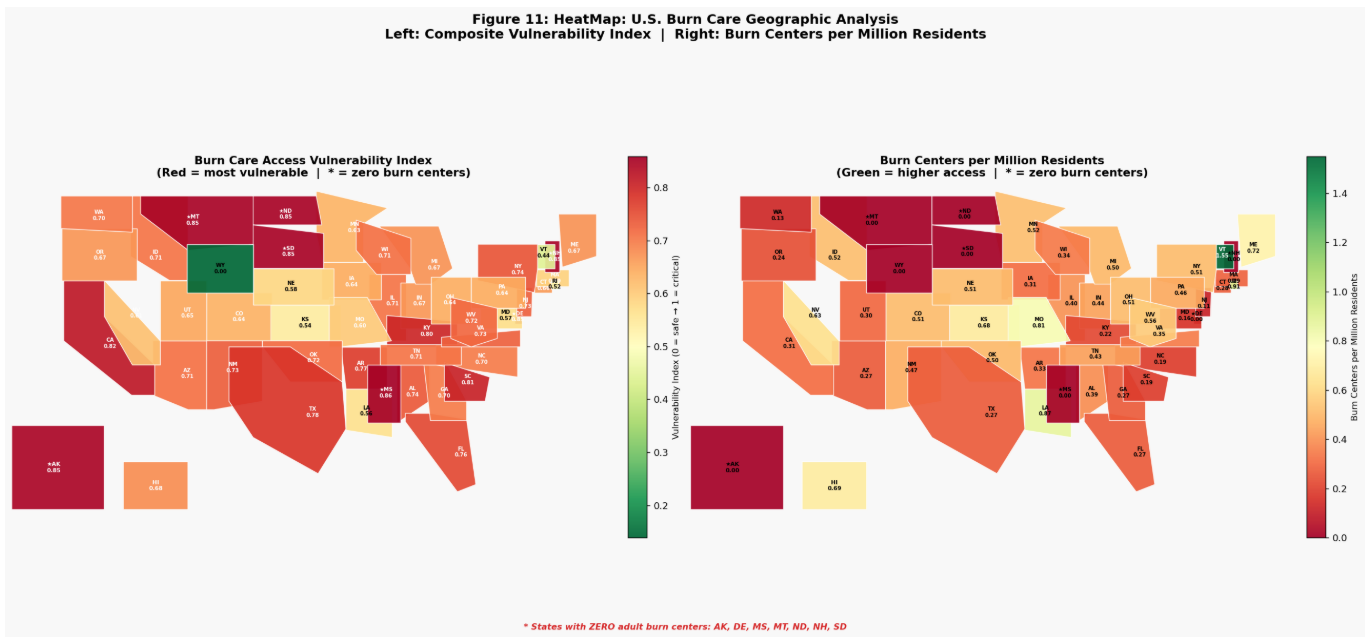 Figure 11: HeatMap: U.S. Burn Care Geographic Analysis
Left: Composite Vulnerability Index | Right: Burn Centers per Million Residents
Burn Care Access Vulnerability Index
(Red = most vulnerable | * = zero burn centers)
WA
0.70
OR
0.47
★MT
0.85
ID
0.71
WY
0.00
★ND
0.85
★SD
0.85
NE
0.58
KS
0.54
CA
0.82
UT
0.65
CO
0.64
AZ
0.71
NM
0.73
OK
0.72
TX
0.78
WI
0.71
MI
0.67
IA
0.64
IL
0.71
IN
0.67
OH
0.64
MO
0.66
KY
0.80
TN
0.71
AR
0.77
LA
★MS
0.86
AL
0.74
GA
0.70
FL
0.76
SC
0.81
NC
0.70
WV
0.72
VA
0.73
MD
0.57
PA
0.64
NY
0.74
VT
0.44
ME
0.67
RI
0.52
★AK
0.85
HI
0.68
0.8
0.7
0.6
0.5
0.4
0.3
0.2
Vulnerability Index (0 = safe → 1 = critical)
Burn Centers per Million Residents
(Green = higher access | * = zero burn centers)
WA
0.13
OR
0.24
★MT
0.00
ID
0.52
WY
0.00
★ND
0.00
★SD
0.00
MN
0.52
WI
0.34
MI
0.50
NE
0.51
IA
0.31
NV
0.63
CA
0.31
UT
0.30
CO
0.51
KS
0.68
MO
0.81
IL
0.40
IN
0.44
OH
0.51
KY
0.22
TN
0.43
AZ
0.27
NM
0.47
OK
0.50
TX
0.27
AR
0.33
LA
★MS
0.00
AL
0.39
GA
0.27
FL
0.27
SC
0.19
NC
0.19
WV
0.56
VA
0.35
PA
0.46
NY
0.51
VT
ME
0.72
★AK
0.00
HI
0.69
1.4
1.2
1.0
0.8
0.6
0.4
0.2
0.0
Burn Centers per Million Residents
* States with ZERO adult burn centers: AK, DE, MS, MT, ND, NH, SD